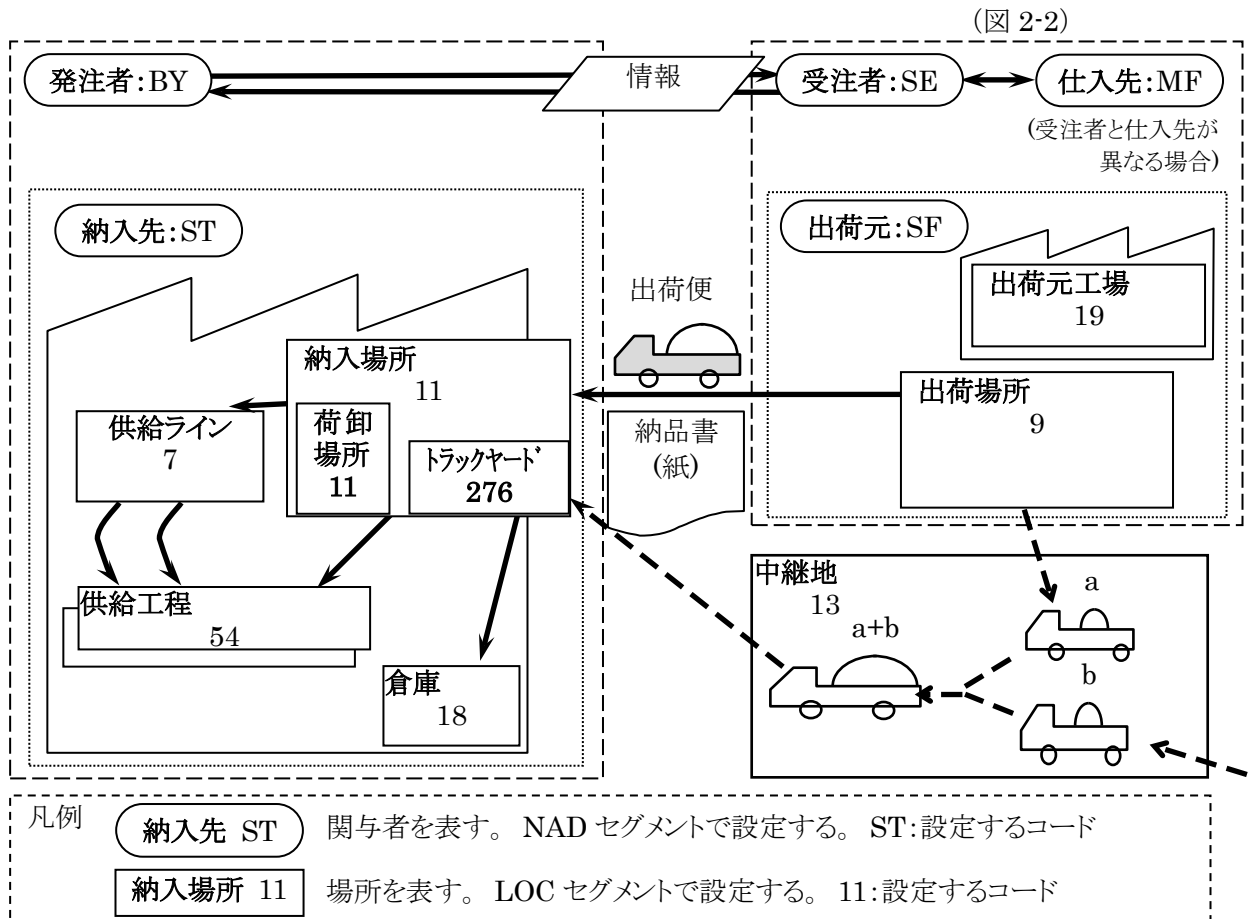 (図 2-2)
発注者:BY
情報
受注者:SE
仕入先:MF
(受注者と仕入先が
異なる場合)
納入先:ST
出荷元:SF
出荷便
出荷元工場
19
納入場所
11
出荷場所
9
供給ライン
7
荷卸
場所
11
トラックヤード
276
納品書
(紙)
中継地
13
a
a+b
b
供給工程
54
倉庫
18
凡例
納入先 ST
関与者を表す。 NAD セグメントで設定する。 ST:設定するコード
納入場所 11
場所を表す。 LOC セグメントで設定する。 11:設定するコード